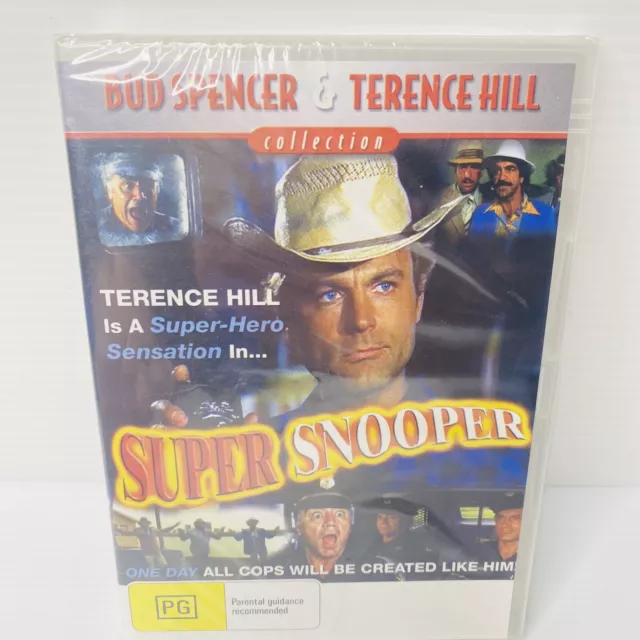 BUD SPENCER & TERENCE HILL
collection
TERENCE HILL
Is A Super-Hero
Sensation In...
SUPER SNOOPER
ONE DAY ALL COPS WILL BE CREATED LIKE HIM!
PG
Parental guidance
recommended